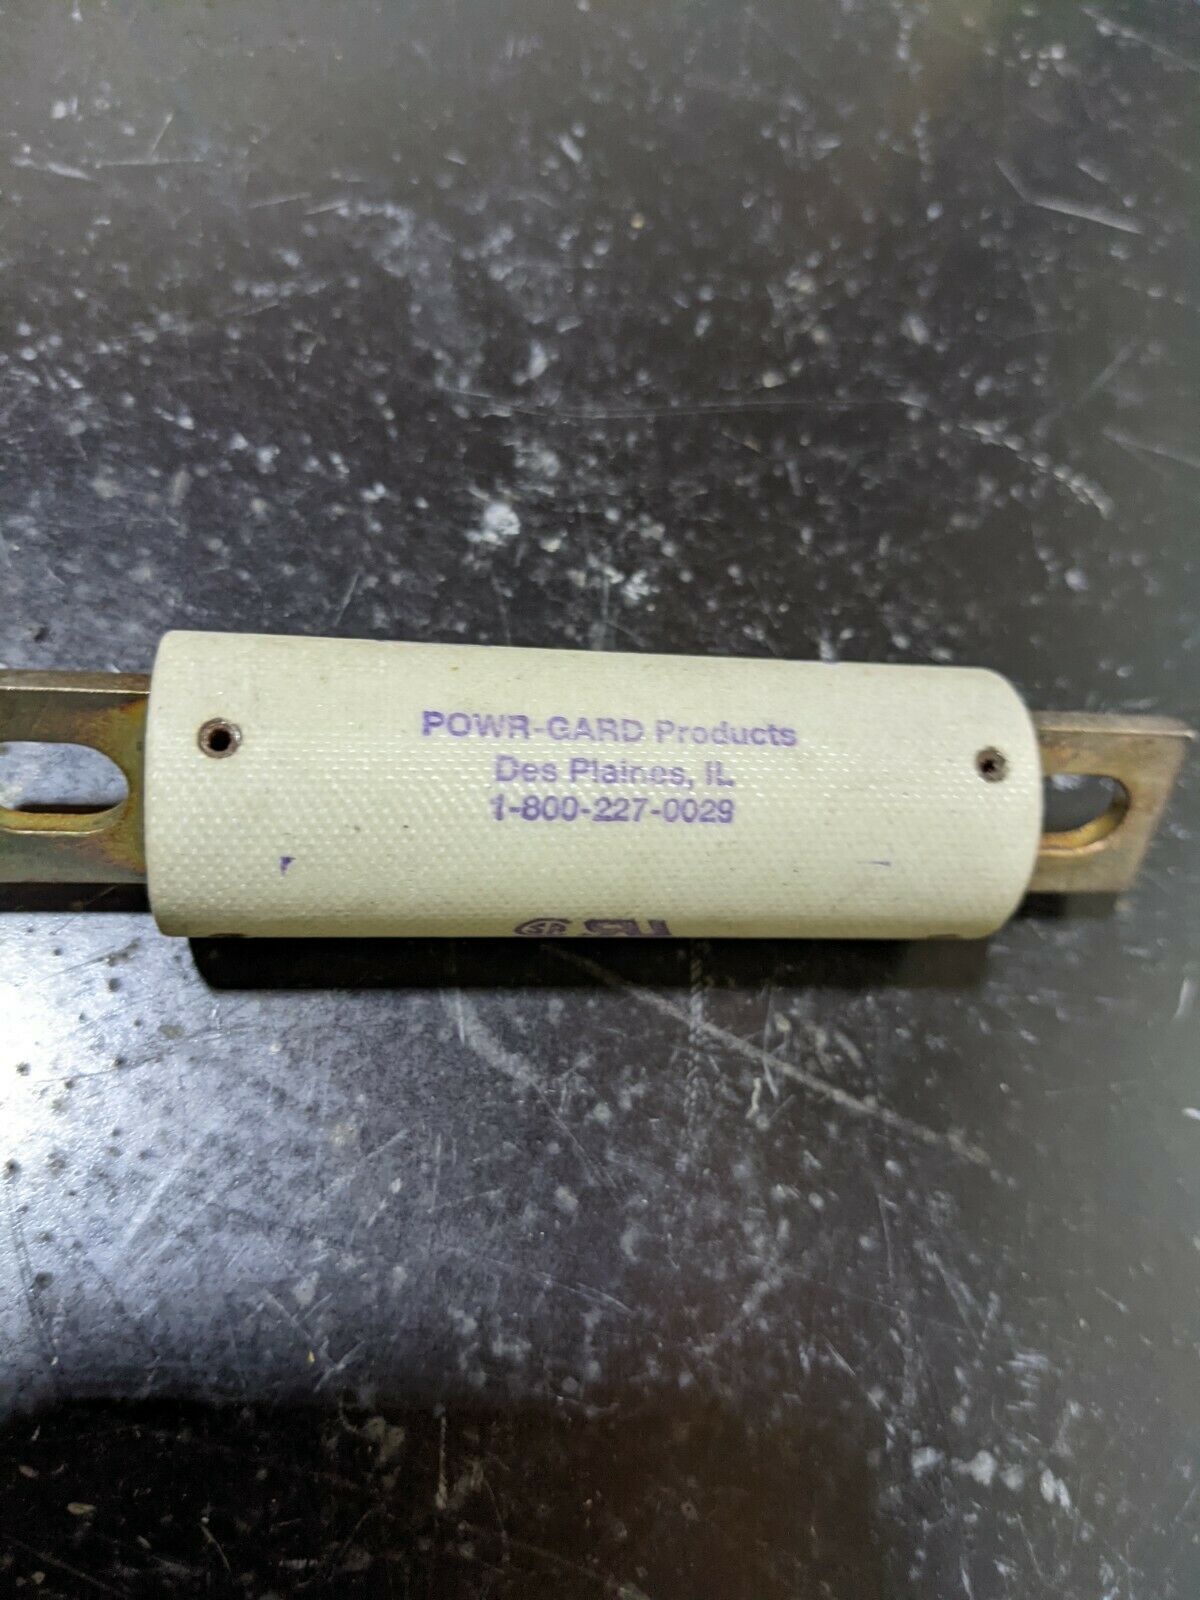 POWR-GARD Products
Des Plaines, IL
1-800-227-0029